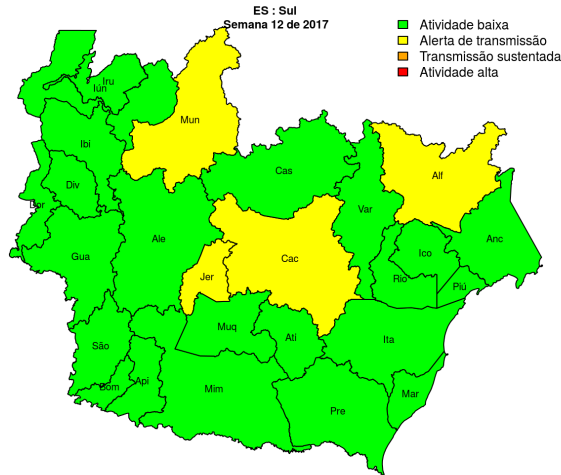 ES : Sul
Semana 12 de 2017
Atividade baixa
Alerta de transmissão
Transmissão sustentada
Atividade alta
Iru
Iún
Mun
Ibi
Cas
Alf
Div
Dor
Var
Ale
Anc
Gua
Ico
Cac
Jer
Rio
Piú
Muq
Ati
Ita
São
Api
Bom
Mim
Mar
Pre